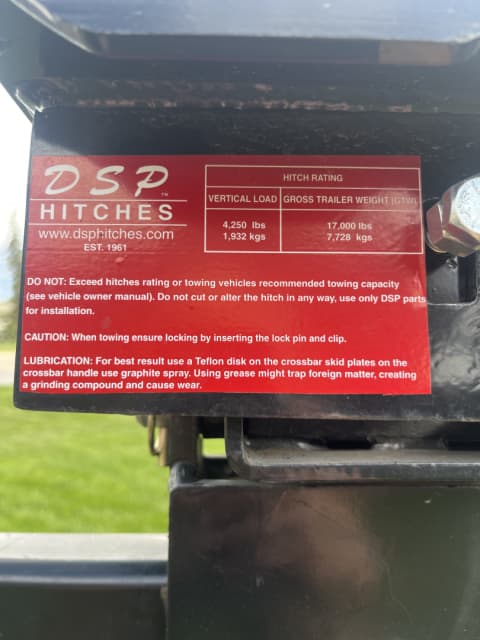 DSP™
HITCHES
www.dsphitches.com
EST. 1961
HITCH RATING
VERTICAL LOAD GROSS TRAILER WEIGHT (GTW)
4,250 lbs 17,000 lbs
1,932 kgs 7,728 kgs
DO NOT: Exceed hitches rating or towing vehicles recommended towing capacity
(see vehicle owner manual). Do not cut or alter the hitch in any way, use only DSP parts
for installation.
CAUTION: When towing ensure locking by inserting the lock pin and clip.
LUBRICATION: For best result use a Teflon disk on the crossbar skid plates on the
crossbar handle use graphite spray. Using grease might trap foreign matter, creating
a grinding compound and cause wear.